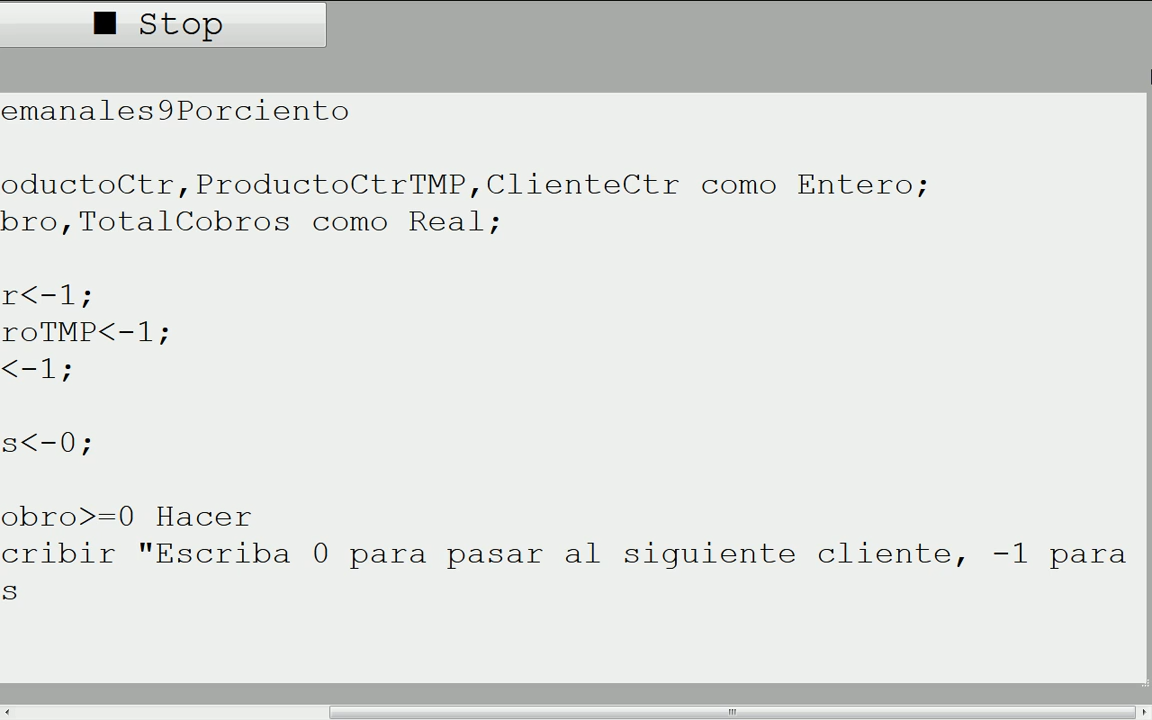 ■ Stop
emanales9Porciento
oductoCtr,ProductoCtrTMP,ClienteCtr como Entero;
bro,TotalCobros como Real;
r<-1;
roTMP<-1;
<-1;
s<-0;
obro>=0 Hacer
cribir "Escriba 0 para pasar al siguiente cliente, -1 para
s